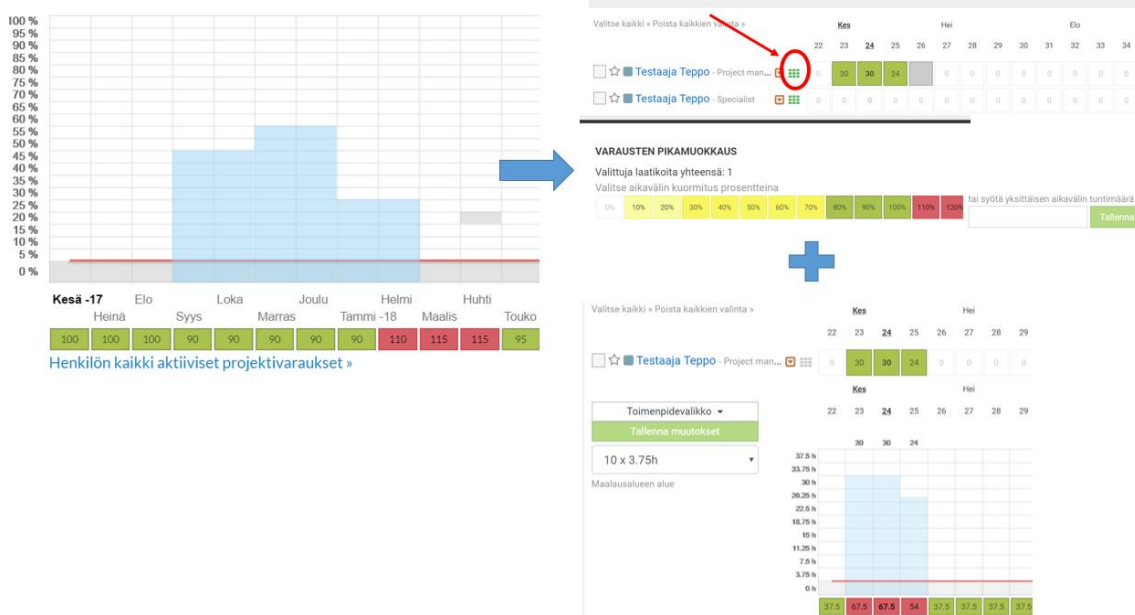 100 %
95 %
90 %
85 %
80 %
75 %
70 %
65 %
60 %
55 %
50 %
45 %
40 %
35 %
30 %
25 %
20 %
15 %
10 %
5 %
0 %
Kesä -17 Elo Loka Joulu Helmi Huhti
Heinä Syys Marras Tammi -18 Maalis Touko
100 100 100 90 90 90 90 90 110 115 115 95
Henkilön kaikki aktiiviset projektivaraukset »
Valitse kaikki » Poista kaikkien valinta »
Kes Hei Elo
22 23 24 25 26 27 28 29 30 31 32 33 34
Testaaja Teppo - Project man... 0 30 30 24 0 0 0 0 0 0 0 0
Testaaja Teppo - Specialist 0 0 0 0 0 0 0 0 0 0 0 0 0
VARAUSTEN PIKAMUOKKAUS
Valittuja laatikoita yhteensä: 1
Valitse aikavälin kuormitus prosentteina
tai syötä yksittäisen aikavälin tuntimäärä
0% 10% 20% 30% 40% 50% 60% 70% 80% 90% 100% 110% 120%
Tallenna
Valitse kaikki » Poista kaikkien valinta »
Kes Hei
22 23 24 25 26 27 28 29
Testaaja Teppo - Project man... 0 30 30 24 0 0 0 0
Kes Hei
22 23 24 25 26 27 28 29
Toimenpidevalikko
Tallenna muutokset
30 30 24
10 x 3.75h
Maalausalueen alue
37.5 h
33.75 h
30 h
26.25 h
22.5 h
18.75 h
15 h
11.25 h
7.5 h
3.75 h
0 h
37.5 67.5 67.5 54 37.5 37.5 37.5 37.5